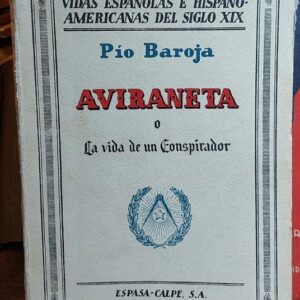 VIDAS ESPAÑOLAS E HISPANO-
AMERICANAS DEL SIGLO XIX
Pío Baroja
AVIRANETA
o
La vida de un Conspirador
ESPASA-CALPE, S.A.